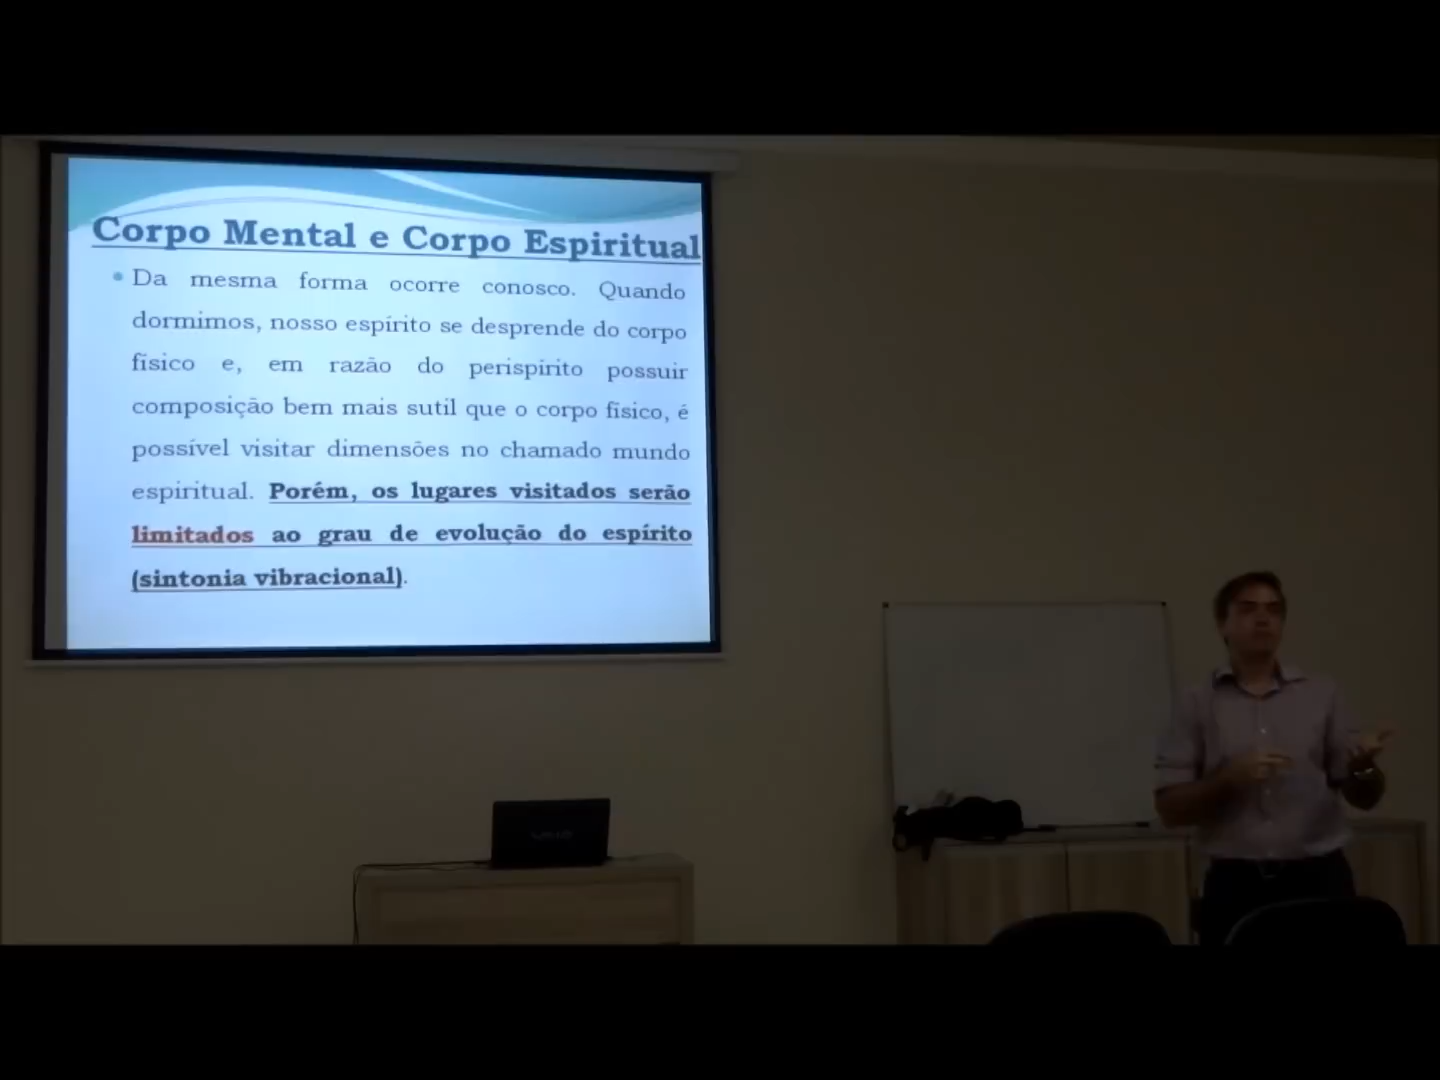 Corpo Mental e Corpo Espiritual
• Da mesma forma ocorre conosco. Quando
dormimos, nosso espírito se desprende do corpo
físico e, em razão do perispírito possuir
composição bem mais sutil que o corpo físico, é
possível visitar dimensões no chamado mundo
espiritual. Porém, os lugares visitados serão
limitados ao grau de evolução do espírito
(sintonia vibracional).
VAIO